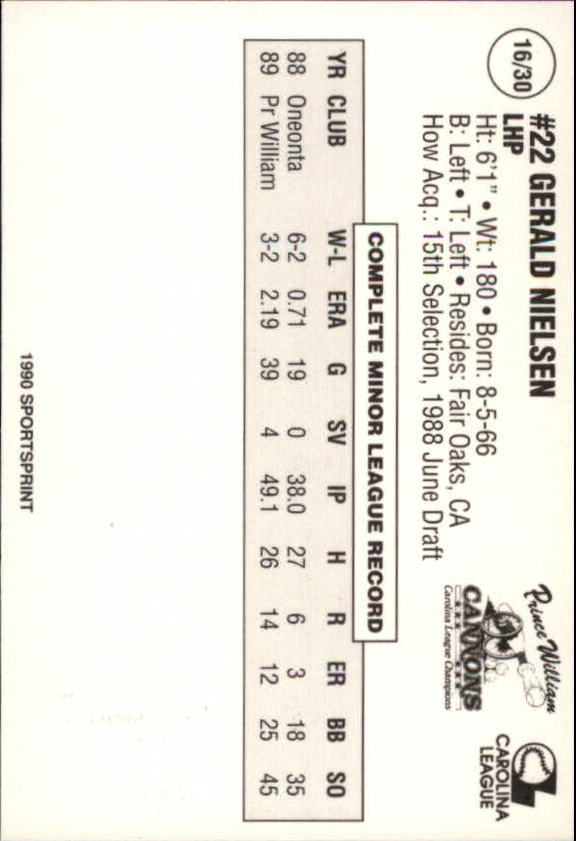 16/30
#22 GERALD NIELSEN
LHP
Ht: 6'1" • Wt: 180 • Born: 8-5-66
B: Left • T: Left • Resides: Fair Oaks, CA
How Acq.: 15th Selection, 1988 June Draft
Prince William
CANNONS
Carolina League Champions
CAROLINA
LEAGUE
COMPLETE MINOR LEAGUE RECORD
YR CLUB W-L ERA G SV IP H R ER BB SO
88 Oneonta 6-2 0.71 19 0 38.0 27 6 3 18 35
89 Pr William 3-2 2.19 39 4 49.1 26 14 12 25 45
1990 SPORTSPRINT